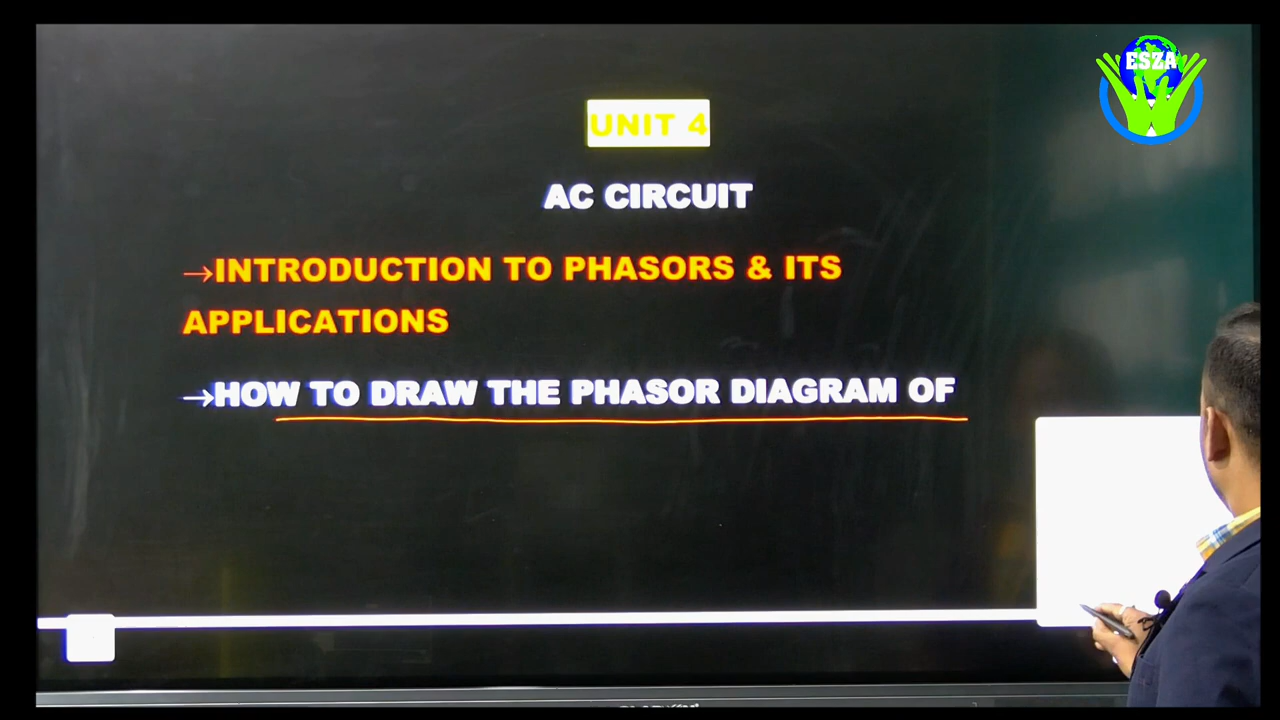 ESZA
UNIT 4
AC CIRCUIT
→INTRODUCTION TO PHASORS & ITS
APPLICATIONS
→HOW TO DRAW THE PHASOR DIAGRAM OF